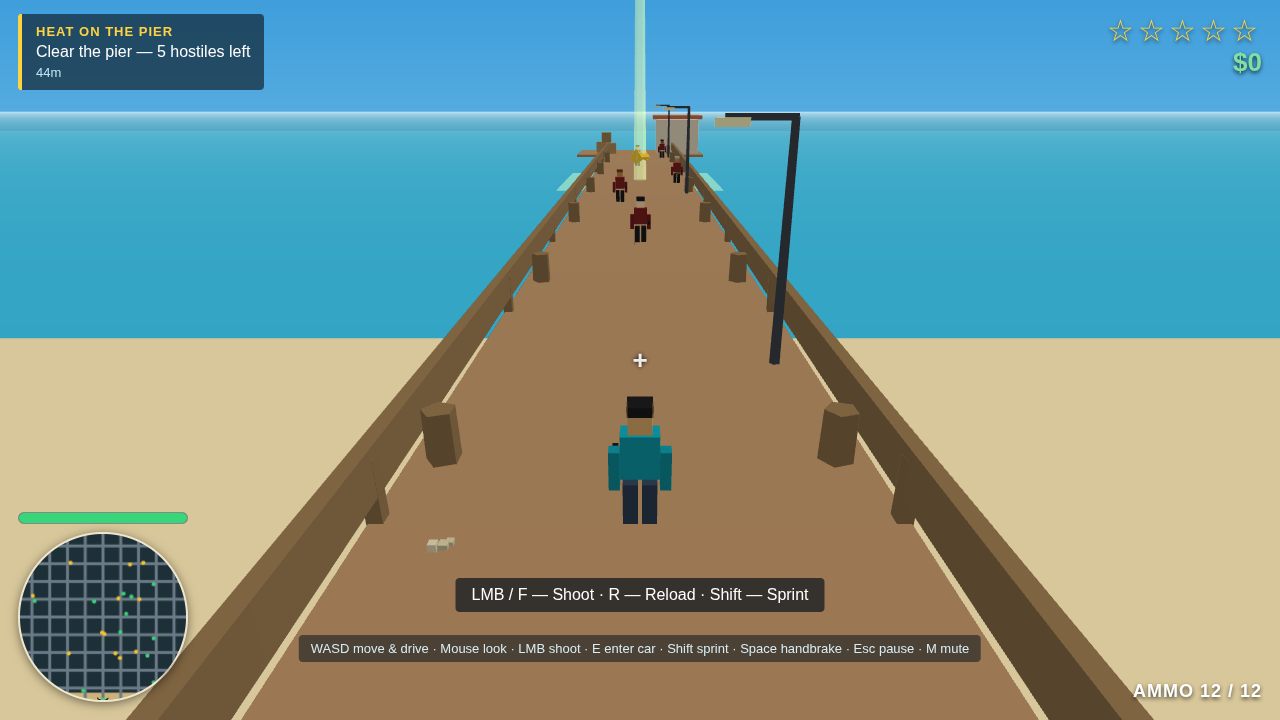 HEAT ON THE PIER
Clear the pier — 5 hostiles left
44m
☆☆☆☆☆
$0
+
LMB / F — Shoot · R — Reload · Shift — Sprint
WASD move & drive · Mouse look · LMB shoot · E enter car · Shift sprint · Space handbrake · Esc pause · M mute
AMMO 12 / 12